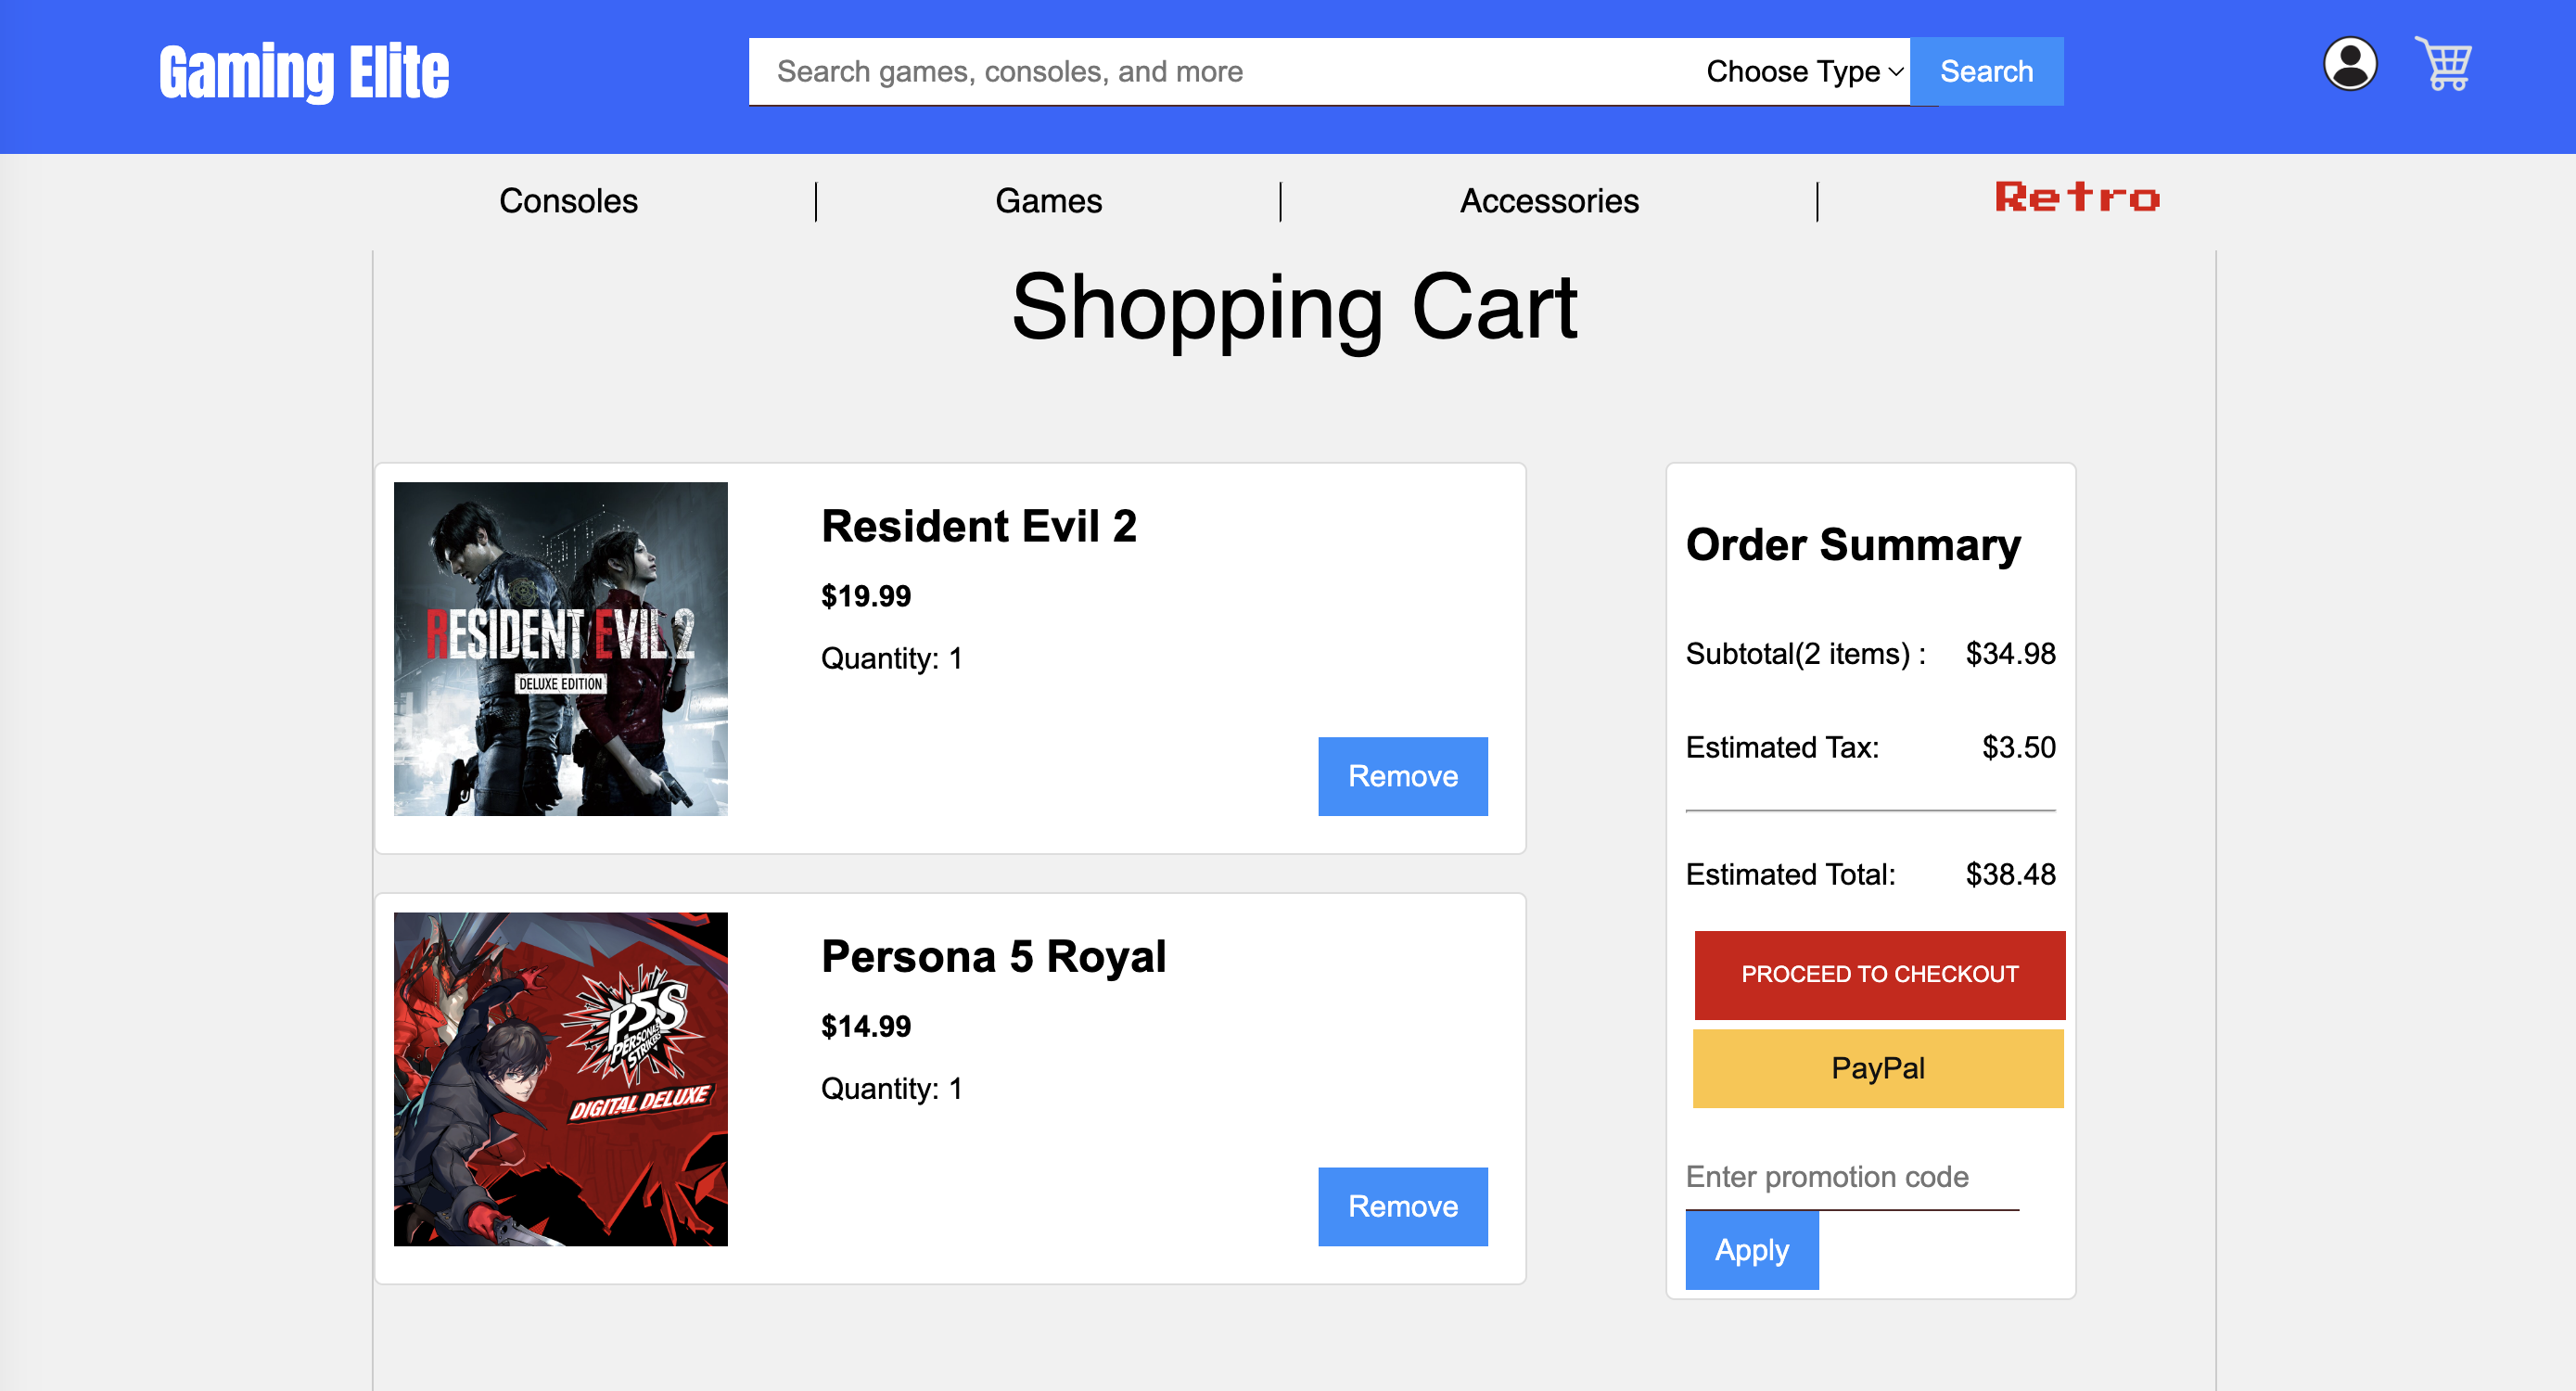 Gaming Elite
Search games, consoles, and more
Choose Type
Search
Consoles
Games
Accessories
Retro
Shopping Cart
RESIDENT EVIL 2
DELUXE EDITION
Resident Evil 2
$19.99
Quantity: 1
Remove
P5S
PERSONA5
STRIKERS
DIGITAL DELUXE
Persona 5 Royal
$14.99
Quantity: 1
Remove
Order Summary
Subtotal(2 items) : $34.98
Estimated Tax: $3.50
Estimated Total: $38.48
PROCEED TO CHECKOUT
PayPal
Enter promotion code
Apply